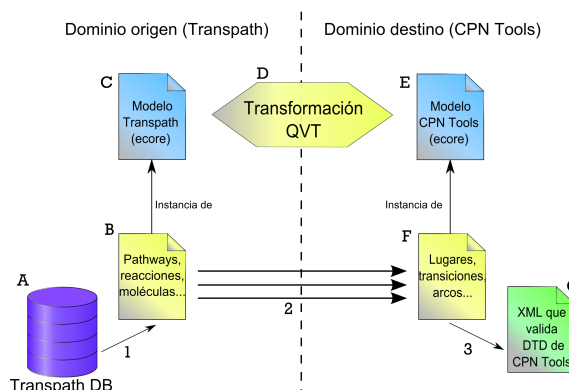 Dominio origen (Transpath)
Dominio destino (CPN Tools)
C
D
E
Modelo
Transpath
(ecore)
Transformación
QVT
Modelo
CPN Tools
(ecore)
Instancia de
Instancia de
B
F
Pathways,
reacciones,
moléculas...
Lugares,
transiciones,
arcos...
A
2
1
3
XML que
valida
DTD de
CPN Tools
Transpath DB